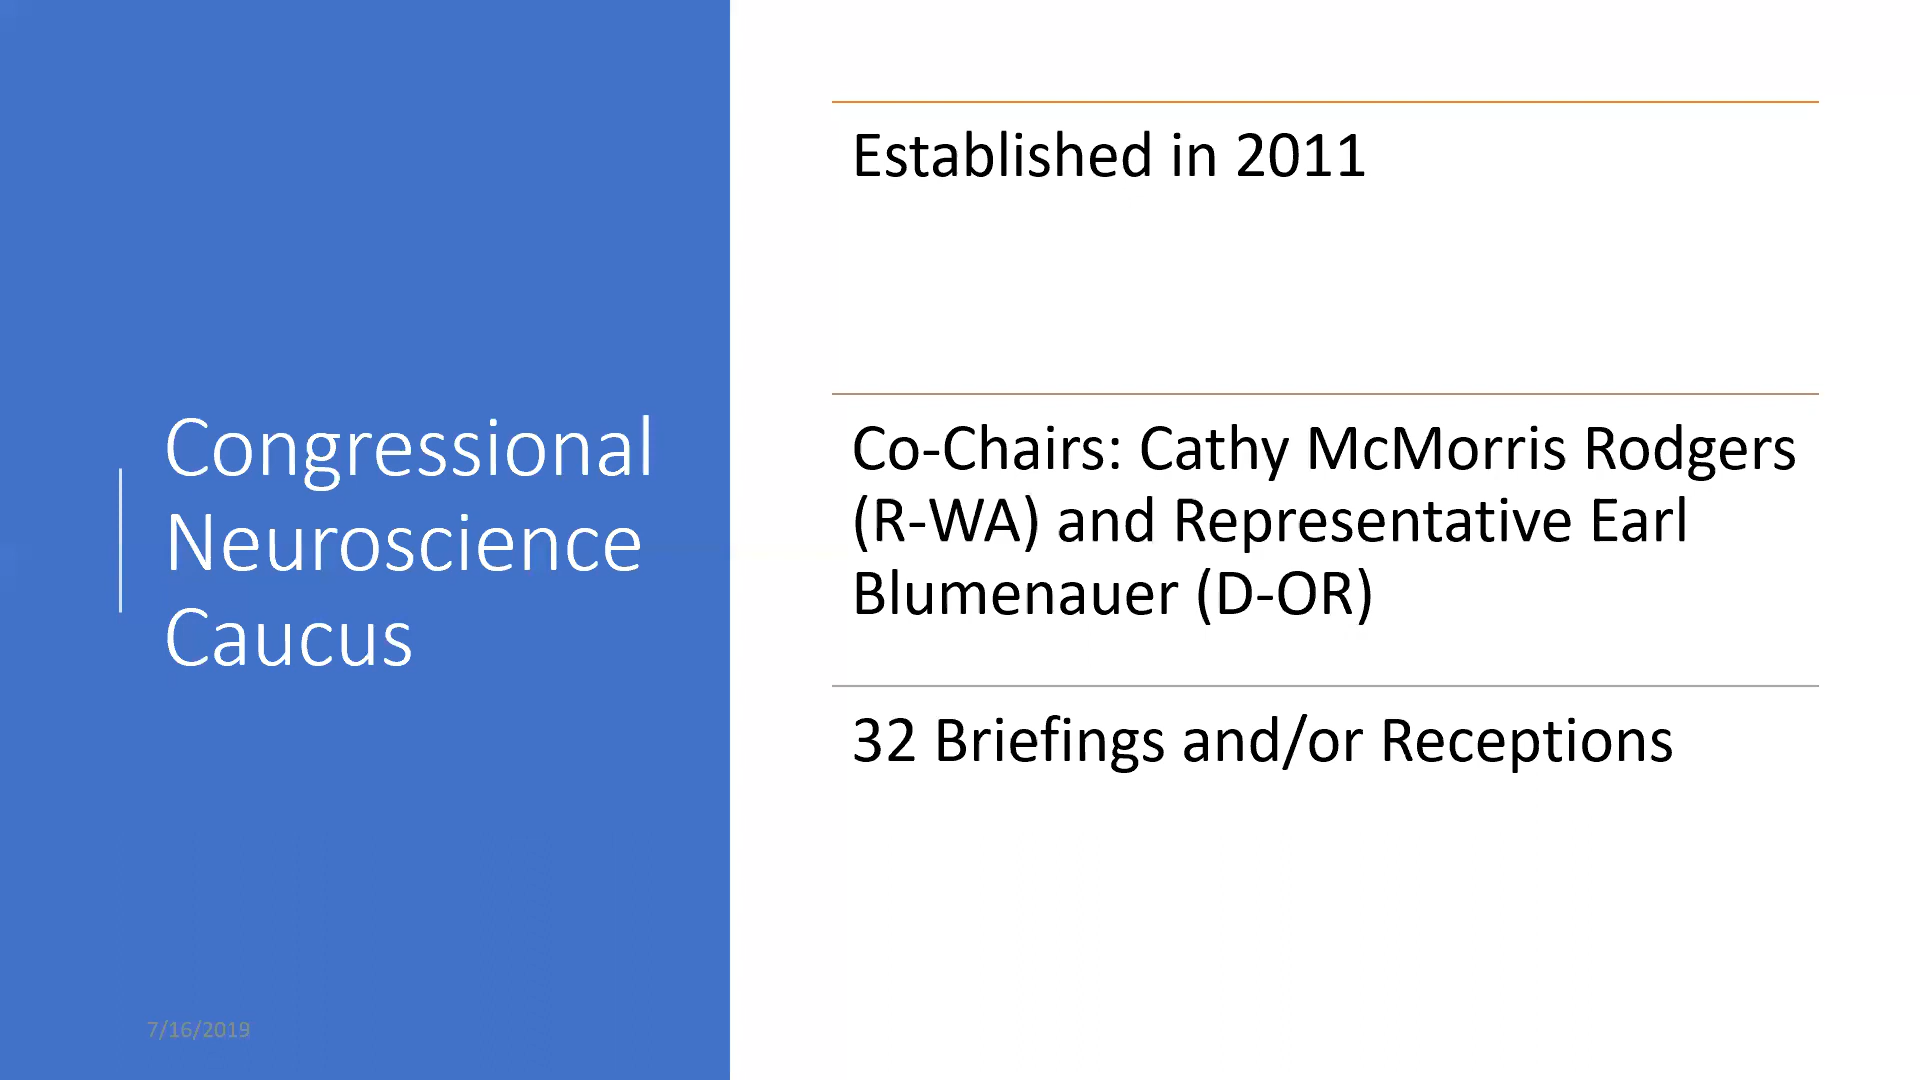 Congressional
Neuroscience
Caucus
Established in 2011
Co-Chairs: Cathy McMorris Rodgers
(R-WA) and Representative Earl
Blumenauer (D-OR)
32 Briefings and/or Receptions
7/16/2019